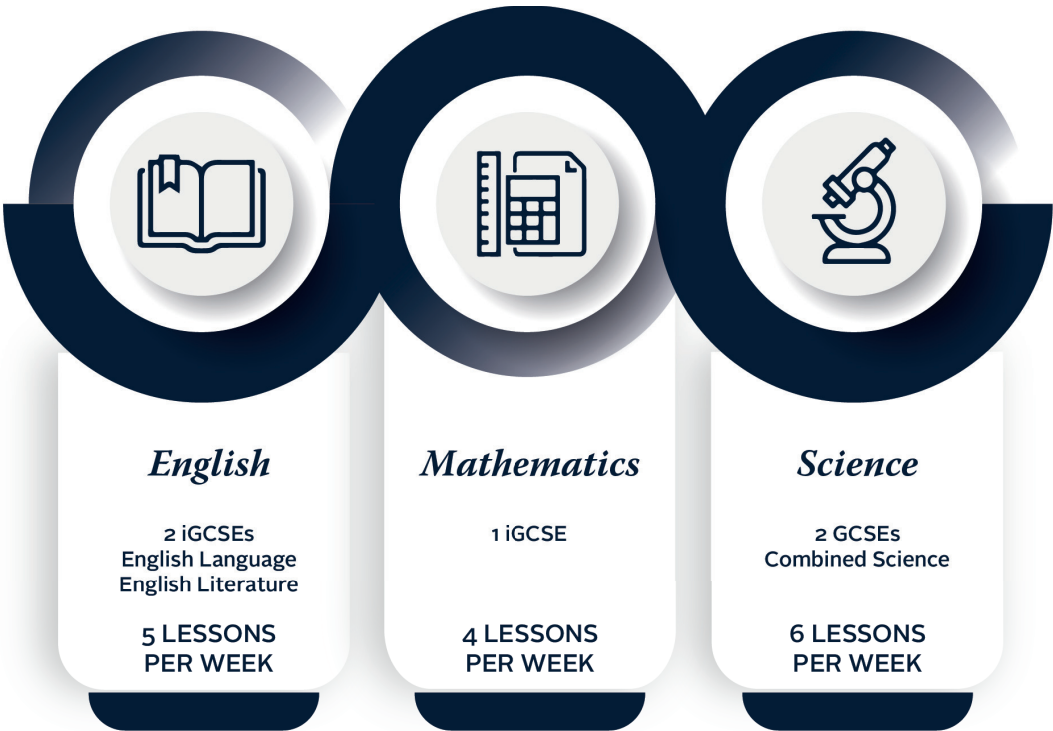 English
2 iGCSEs
English Language
English Literature
5 LESSONS
PER WEEK
Mathematics
1 iGCSE
4 LESSONS
PER WEEK
Science
2 GCSEs
Combined Science
6 LESSONS
PER WEEK